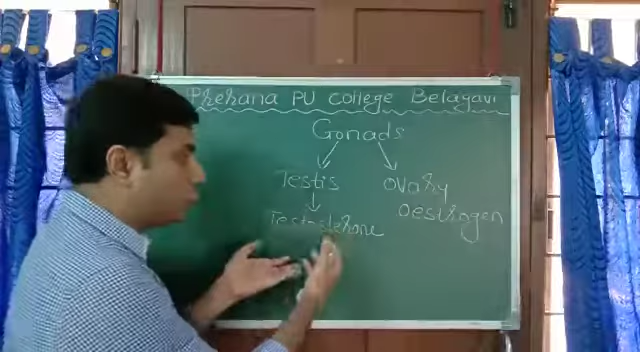 Prerana PU College Belagavi
Gonads
Testis Ovary
Testosterone Oestrogen